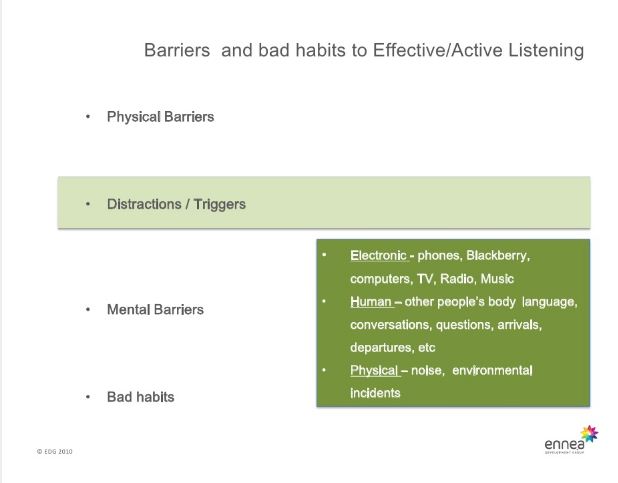 Barriers and bad habits to Effective/Active Listening
• Physical Barriers
• Distractions / Triggers
• Electronic - phones, Blackberry,
computers, TV, Radio, Music
• Human – other people's body language,
conversations, questions, arrivals,
departures, etc
• Physical – noise, environmental
incidents
• Mental Barriers
• Bad habits
© EDG 2010
ennea
DEVELOPMENT GROUP